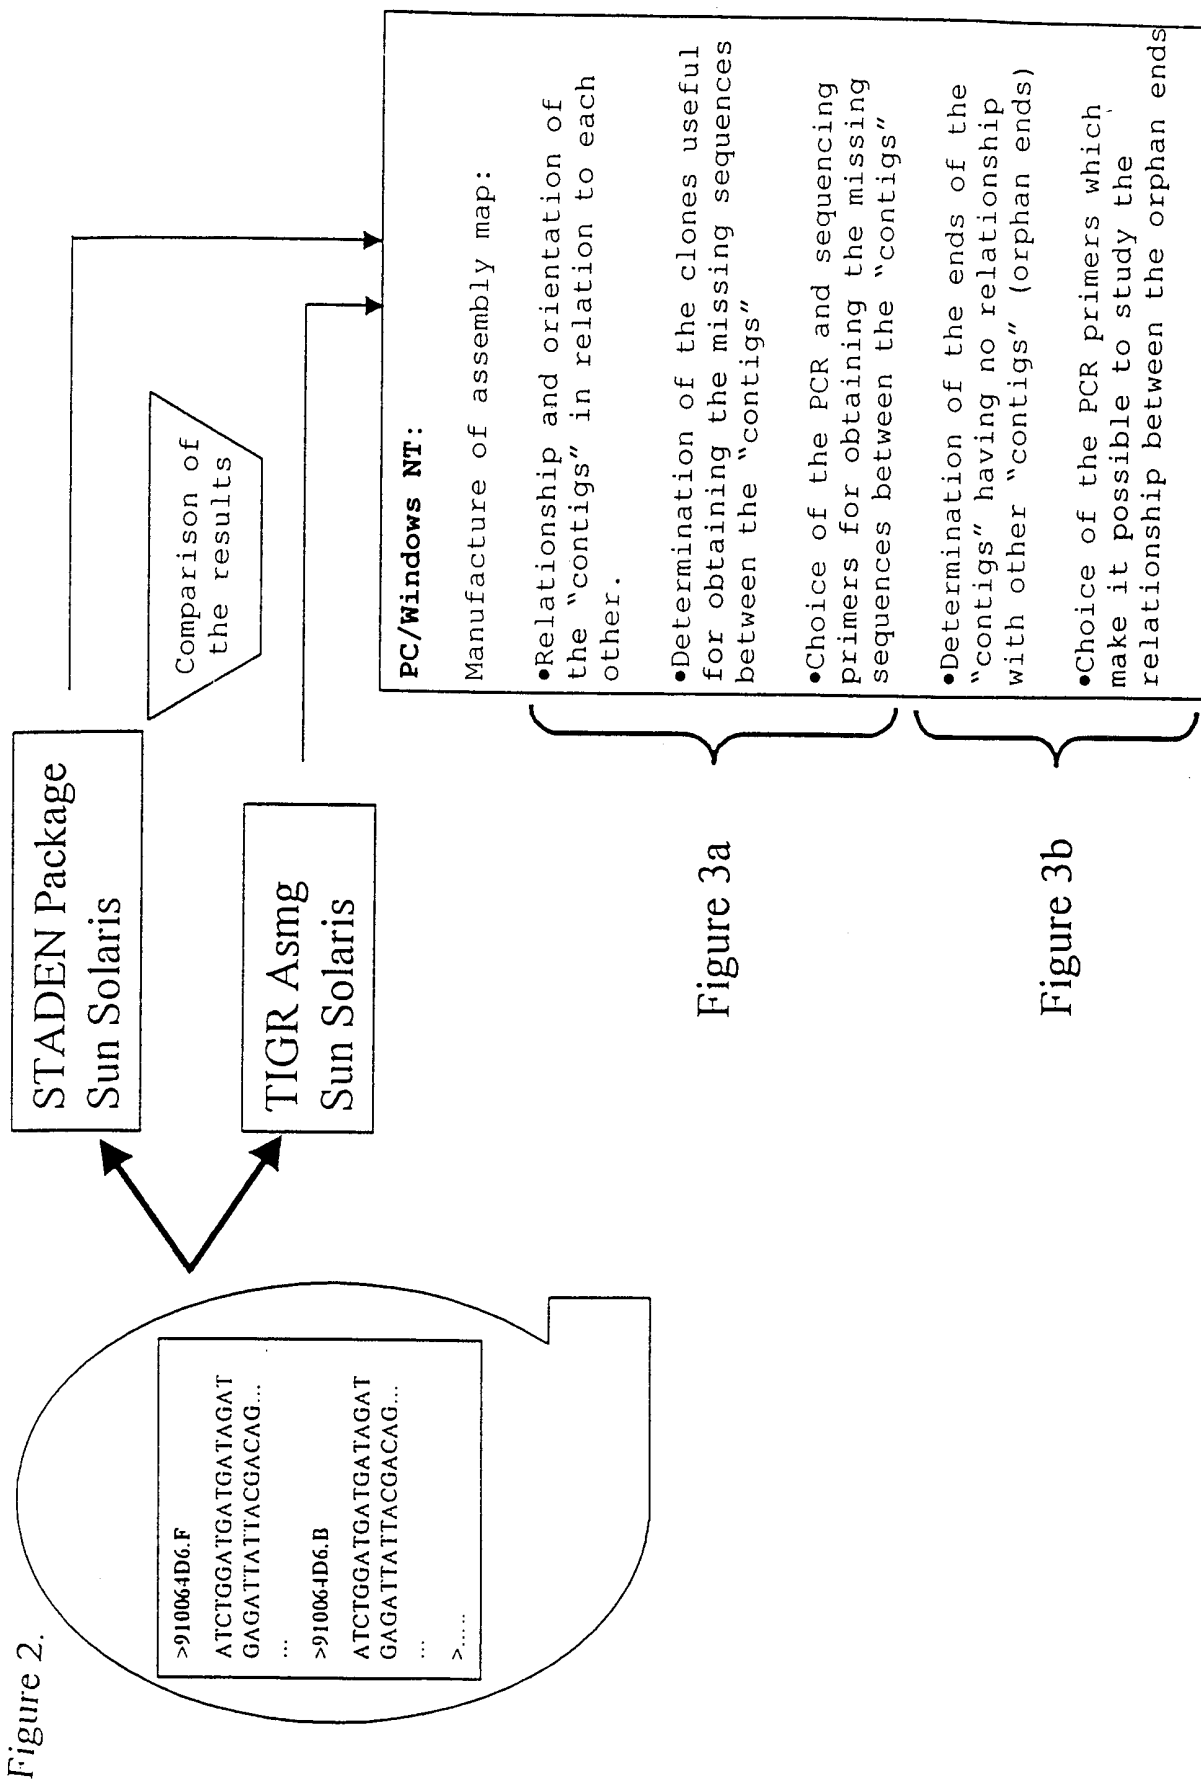 Figure 2.
>910064D6.F
ATCTGGATGATGATAGAT
GAGATTATTACGACAG...
...
>910064D6.B
ATCTGGATGATGATAGAT
GAGATTATTACGACAG...
...
>.....
STADEN Package
Sun Solaris
TIGR Asmg
Sun Solaris
Comparison of
the results
PC/Windows NT:
Manufacture of assembly map:
•Relationship and orientation of
the "contigs" in relation to each
other.
•Determination of the clones useful
for obtaining the missing sequences
between the "contigs"
•Choice of the PCR and sequencing
primers for obtaining the missing
sequences between the "contigs"
•Determination of the ends of the
"contigs" having no relationship
with other "contigs" (orphan ends)
•Choice of the PCR primers which
make it possible to study the
relationship between the orphan ends
Figure 3a
Figure 3b